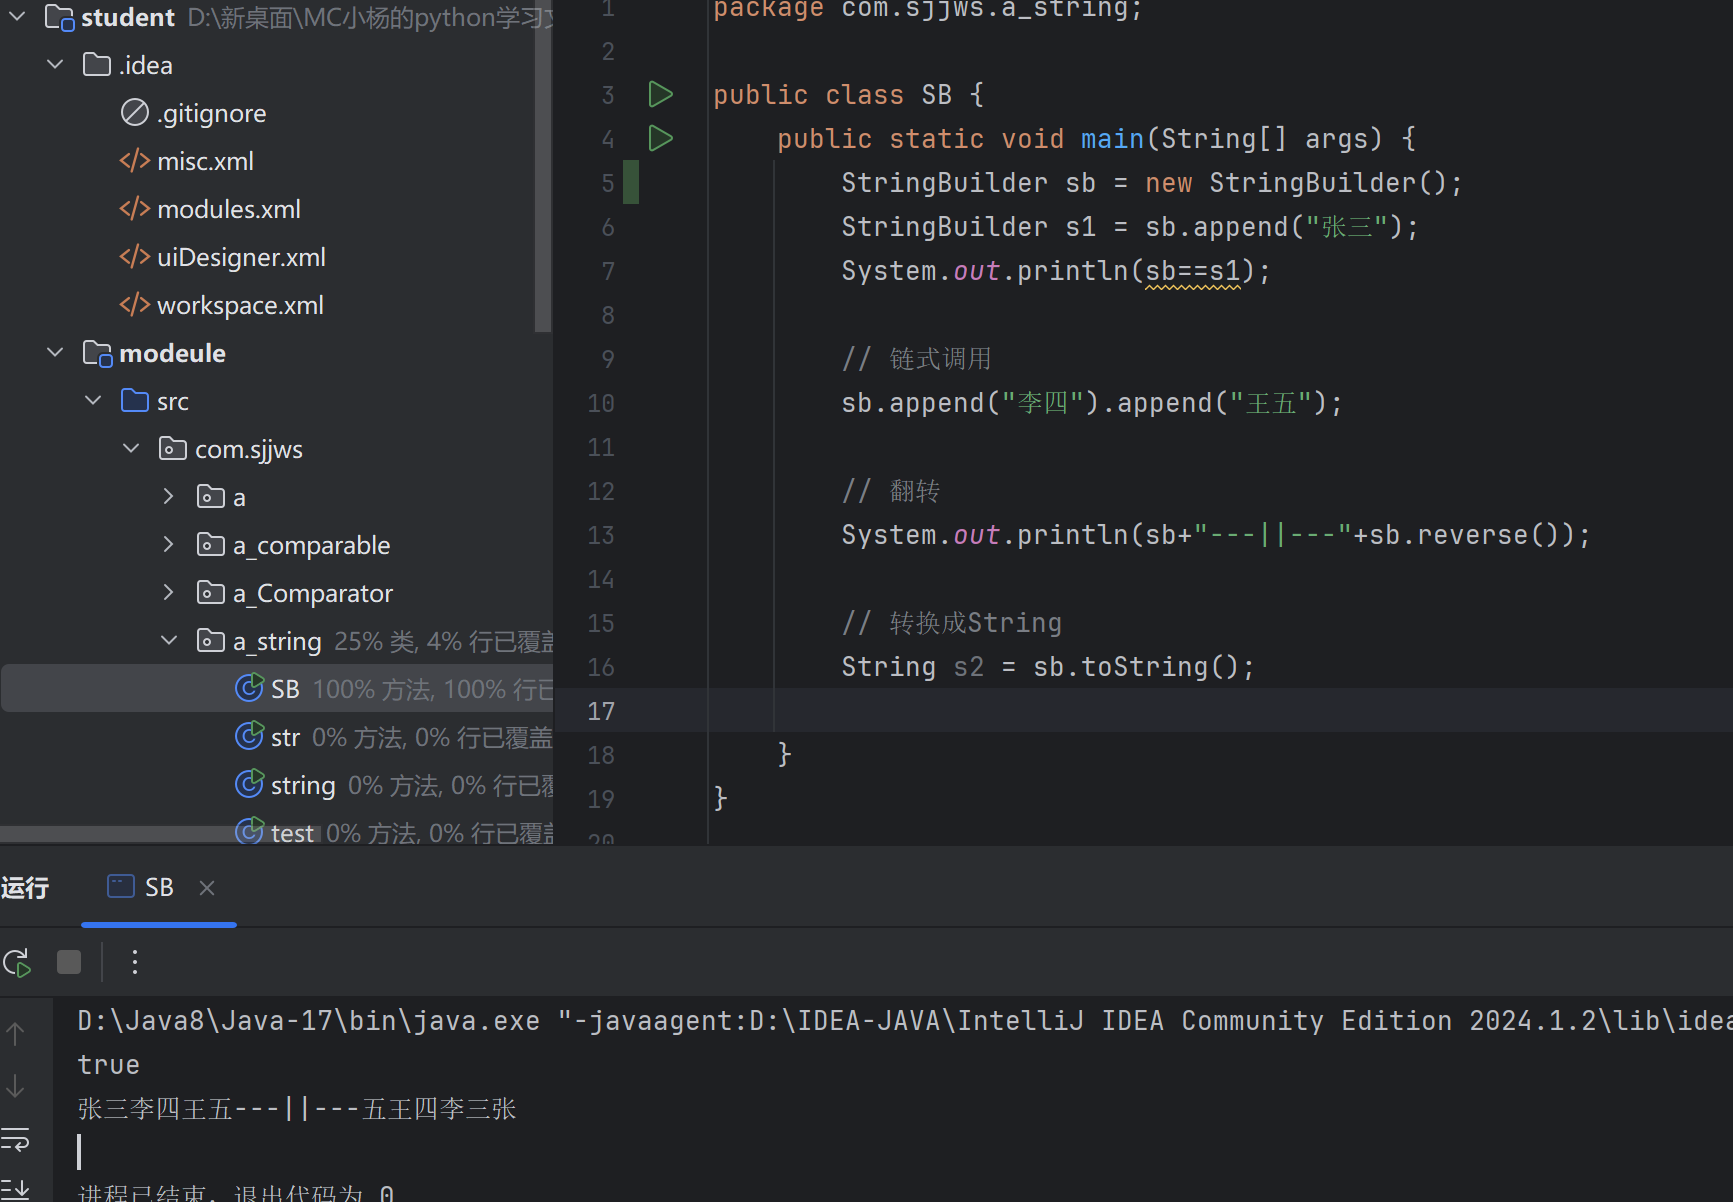 student D:\新桌面\MC小杨的python学习
.idea
.gitignore
misc.xml
modules.xml
uiDesigner.xml
workspace.xml
modeule
src
com.sjjws
a
a_comparable
a_Comparator
a_string 25% 类, 4% 行已覆盖
SB 100% 方法, 100% 行已
str 0% 方法, 0% 行已覆盖
string 0% 方法, 0% 行已覆
test 0% 方法, 0% 行已覆盖
1 package com.sjjws.a_string;
2
3 public class SB {
4 public static void main(String[] args) {
5 StringBuilder sb = new StringBuilder();
6 StringBuilder s1 = sb.append("张三");
7 System.out.println(sb==s1);
8
9 // 链式调用
10 sb.append("李四").append("王五");
11
12 // 翻转
13 System.out.println(sb+"---||---"+sb.reverse());
14
15 // 转换成String
16 String s2 = sb.toString();
17
18 }
19 }
20
运行 SB
D:\Java8\Java-17\bin\java.exe "-javaagent:D:\IDEA-JAVA\IntelliJ IDEA Community Edition 2024.1.2\lib\idea
true
张三李四王五---||---五王四李三张
进程已结束，退出代码为 0